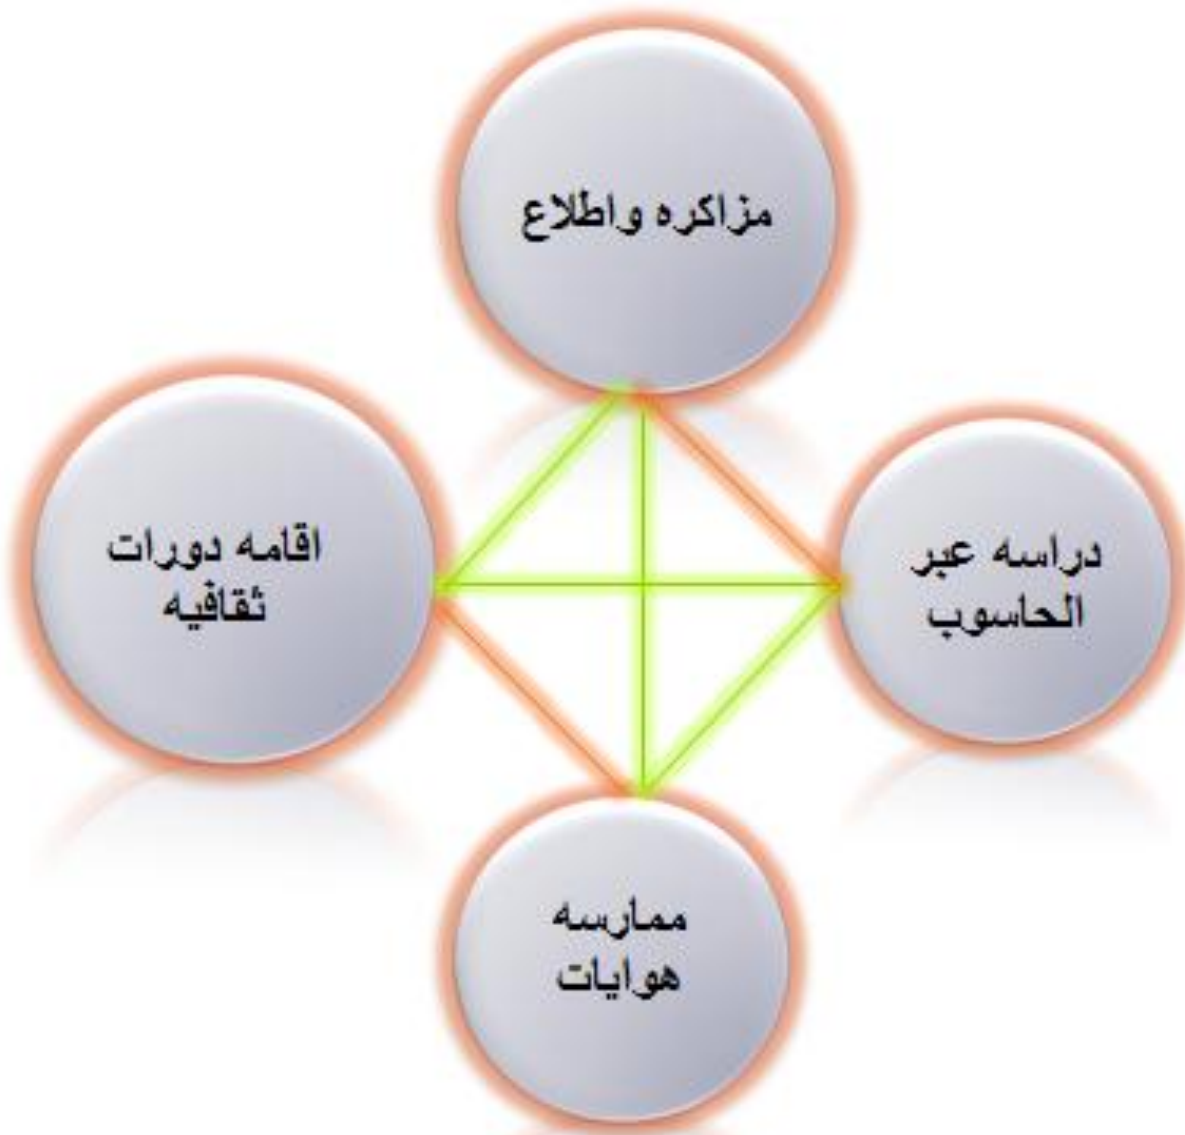 مزاكره واطلاع
دراسه عبر
الحاسوب
اقامه دورات
ثقافيه
ممارسه
هوايات